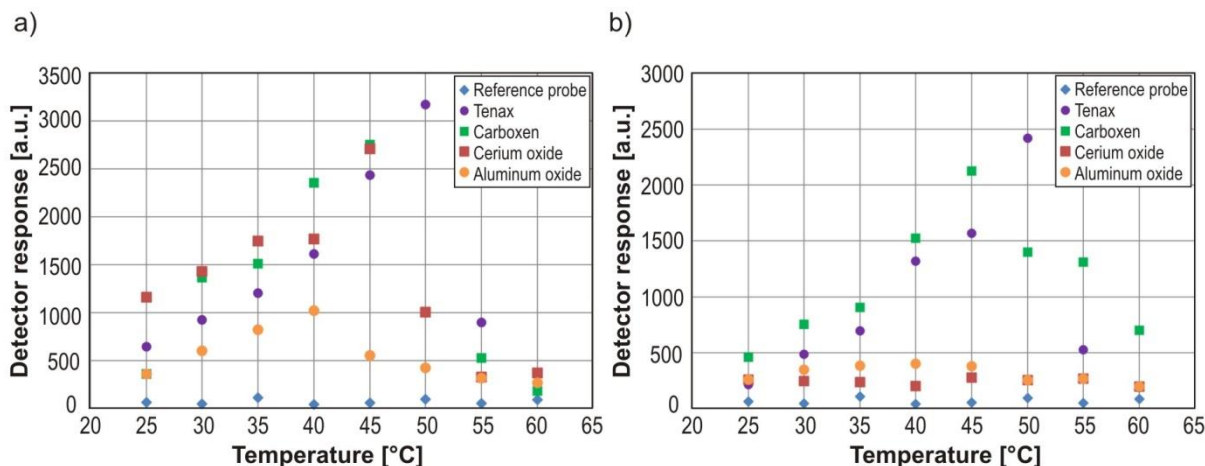 a)
3500
3000
2500
2000
1500
1000
500
0
Detector response [a.u.]
20 25 30 35 40 45 50 55 60 65
Temperature [°C]
Reference probe
Tenax
Carboxen
Cerium oxide
Aluminum oxide
b)
3000
2500
2000
1500
1000
500
0
Detector response [a.u.]
20 25 30 35 40 45 50 55 60 65
Temperature [°C]
Reference probe
Tenax
Carboxen
Cerium oxide
Aluminum oxide